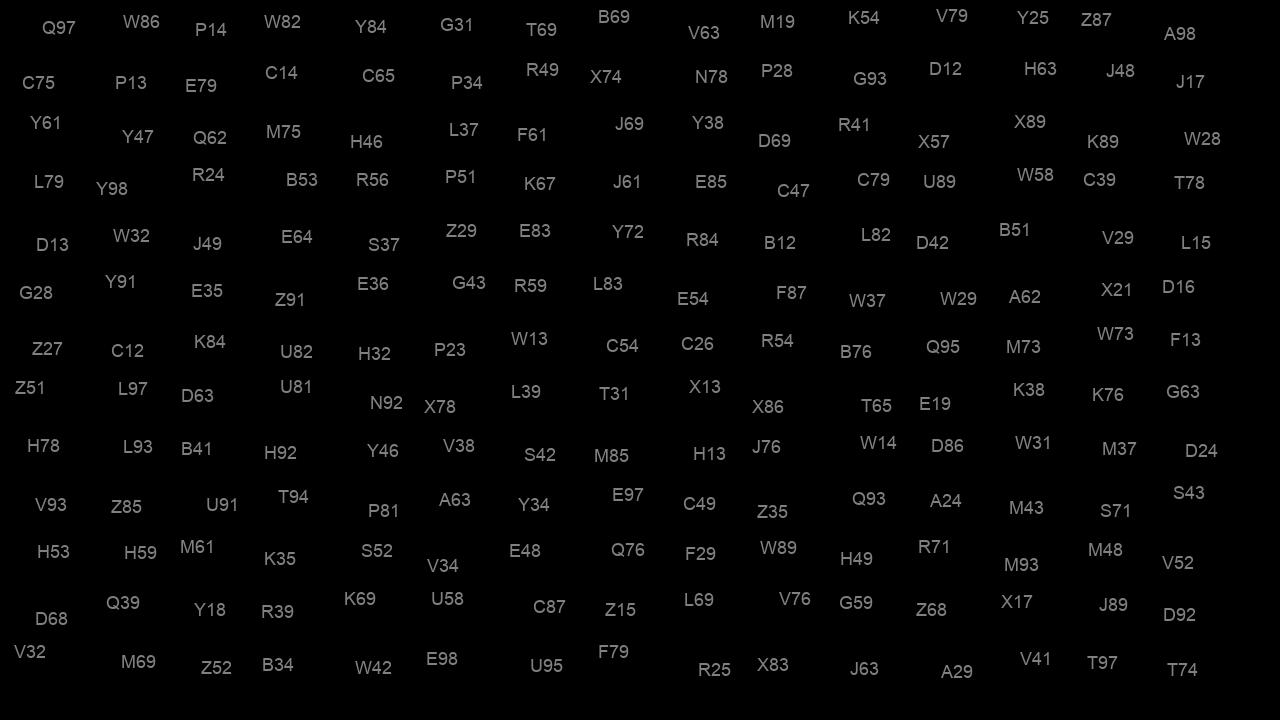 Q97 W86 P14 W82 Y84 G31 T69 B69 V63 M19 K54 V79 Y25 Z87 A98
C75 P13 E79 C14 C65 P34 R49 X74 N78 P28 G93 D12 H63 J48 J17
Y61 Y47 Q62 M75 H46 L37 F61 J69 Y38 D69 R41 X57 X89 K89 W28
L79 Y98 R24 B53 R56 P51 K67 J61 E85 C47 C79 U89 W58 C39 T78
D13 W32 J49 E64 S37 Z29 E83 Y72 R84 B12 L82 D42 B51 V29 L15
G28 Y91 E35 Z91 E36 G43 R59 L83 E54 F87 W37 W29 A62 X21 D16
Z27 C12 K84 U82 H32 P23 W13 C54 C26 R54 B76 Q95 M73 W73 F13
Z51 L97 D63 U81 N92 X78 L39 T31 X13 X86 T65 E19 K38 K76 G63
H78 L93 B41 H92 Y46 V38 S42 M85 H13 J76 W14 D86 W31 M37 D24
V93 Z85 U91 T94 P81 A63 Y34 E97 C49 Z35 Q93 A24 M43 S71 S43
H53 H59 M61 K35 S52 V34 E48 Q76 F29 W89 H49 R71 M93 M48 V52
D68 Q39 Y18 R39 K69 U58 C87 Z15 L69 V76 G59 Z68 X17 J89 D92
V32 M69 Z52 B34 W42 E98 U95 F79 R25 X83 J63 A29 V41 T97 T74